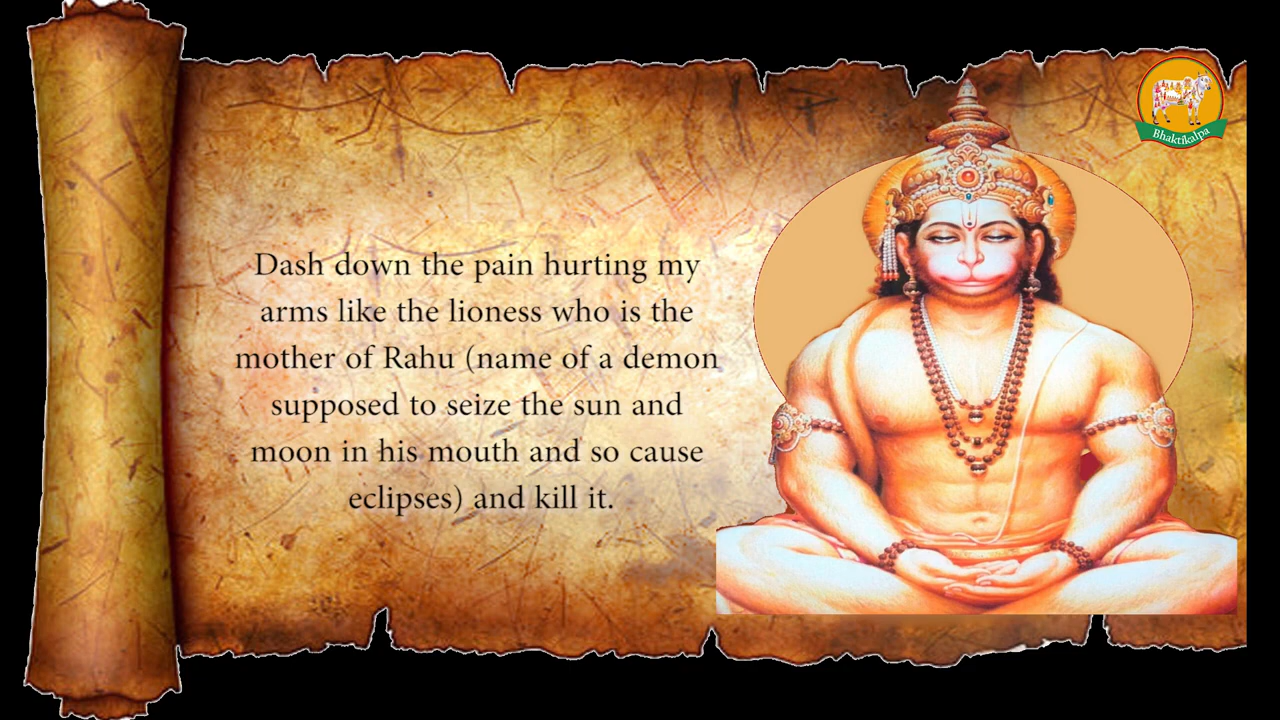 Bhaktikalpa
Dash down the pain hurting my
arms like the lioness who is the
mother of Rahu (name of a demon
supposed to seize the sun and
moon in his mouth and so cause
eclipses) and kill it.